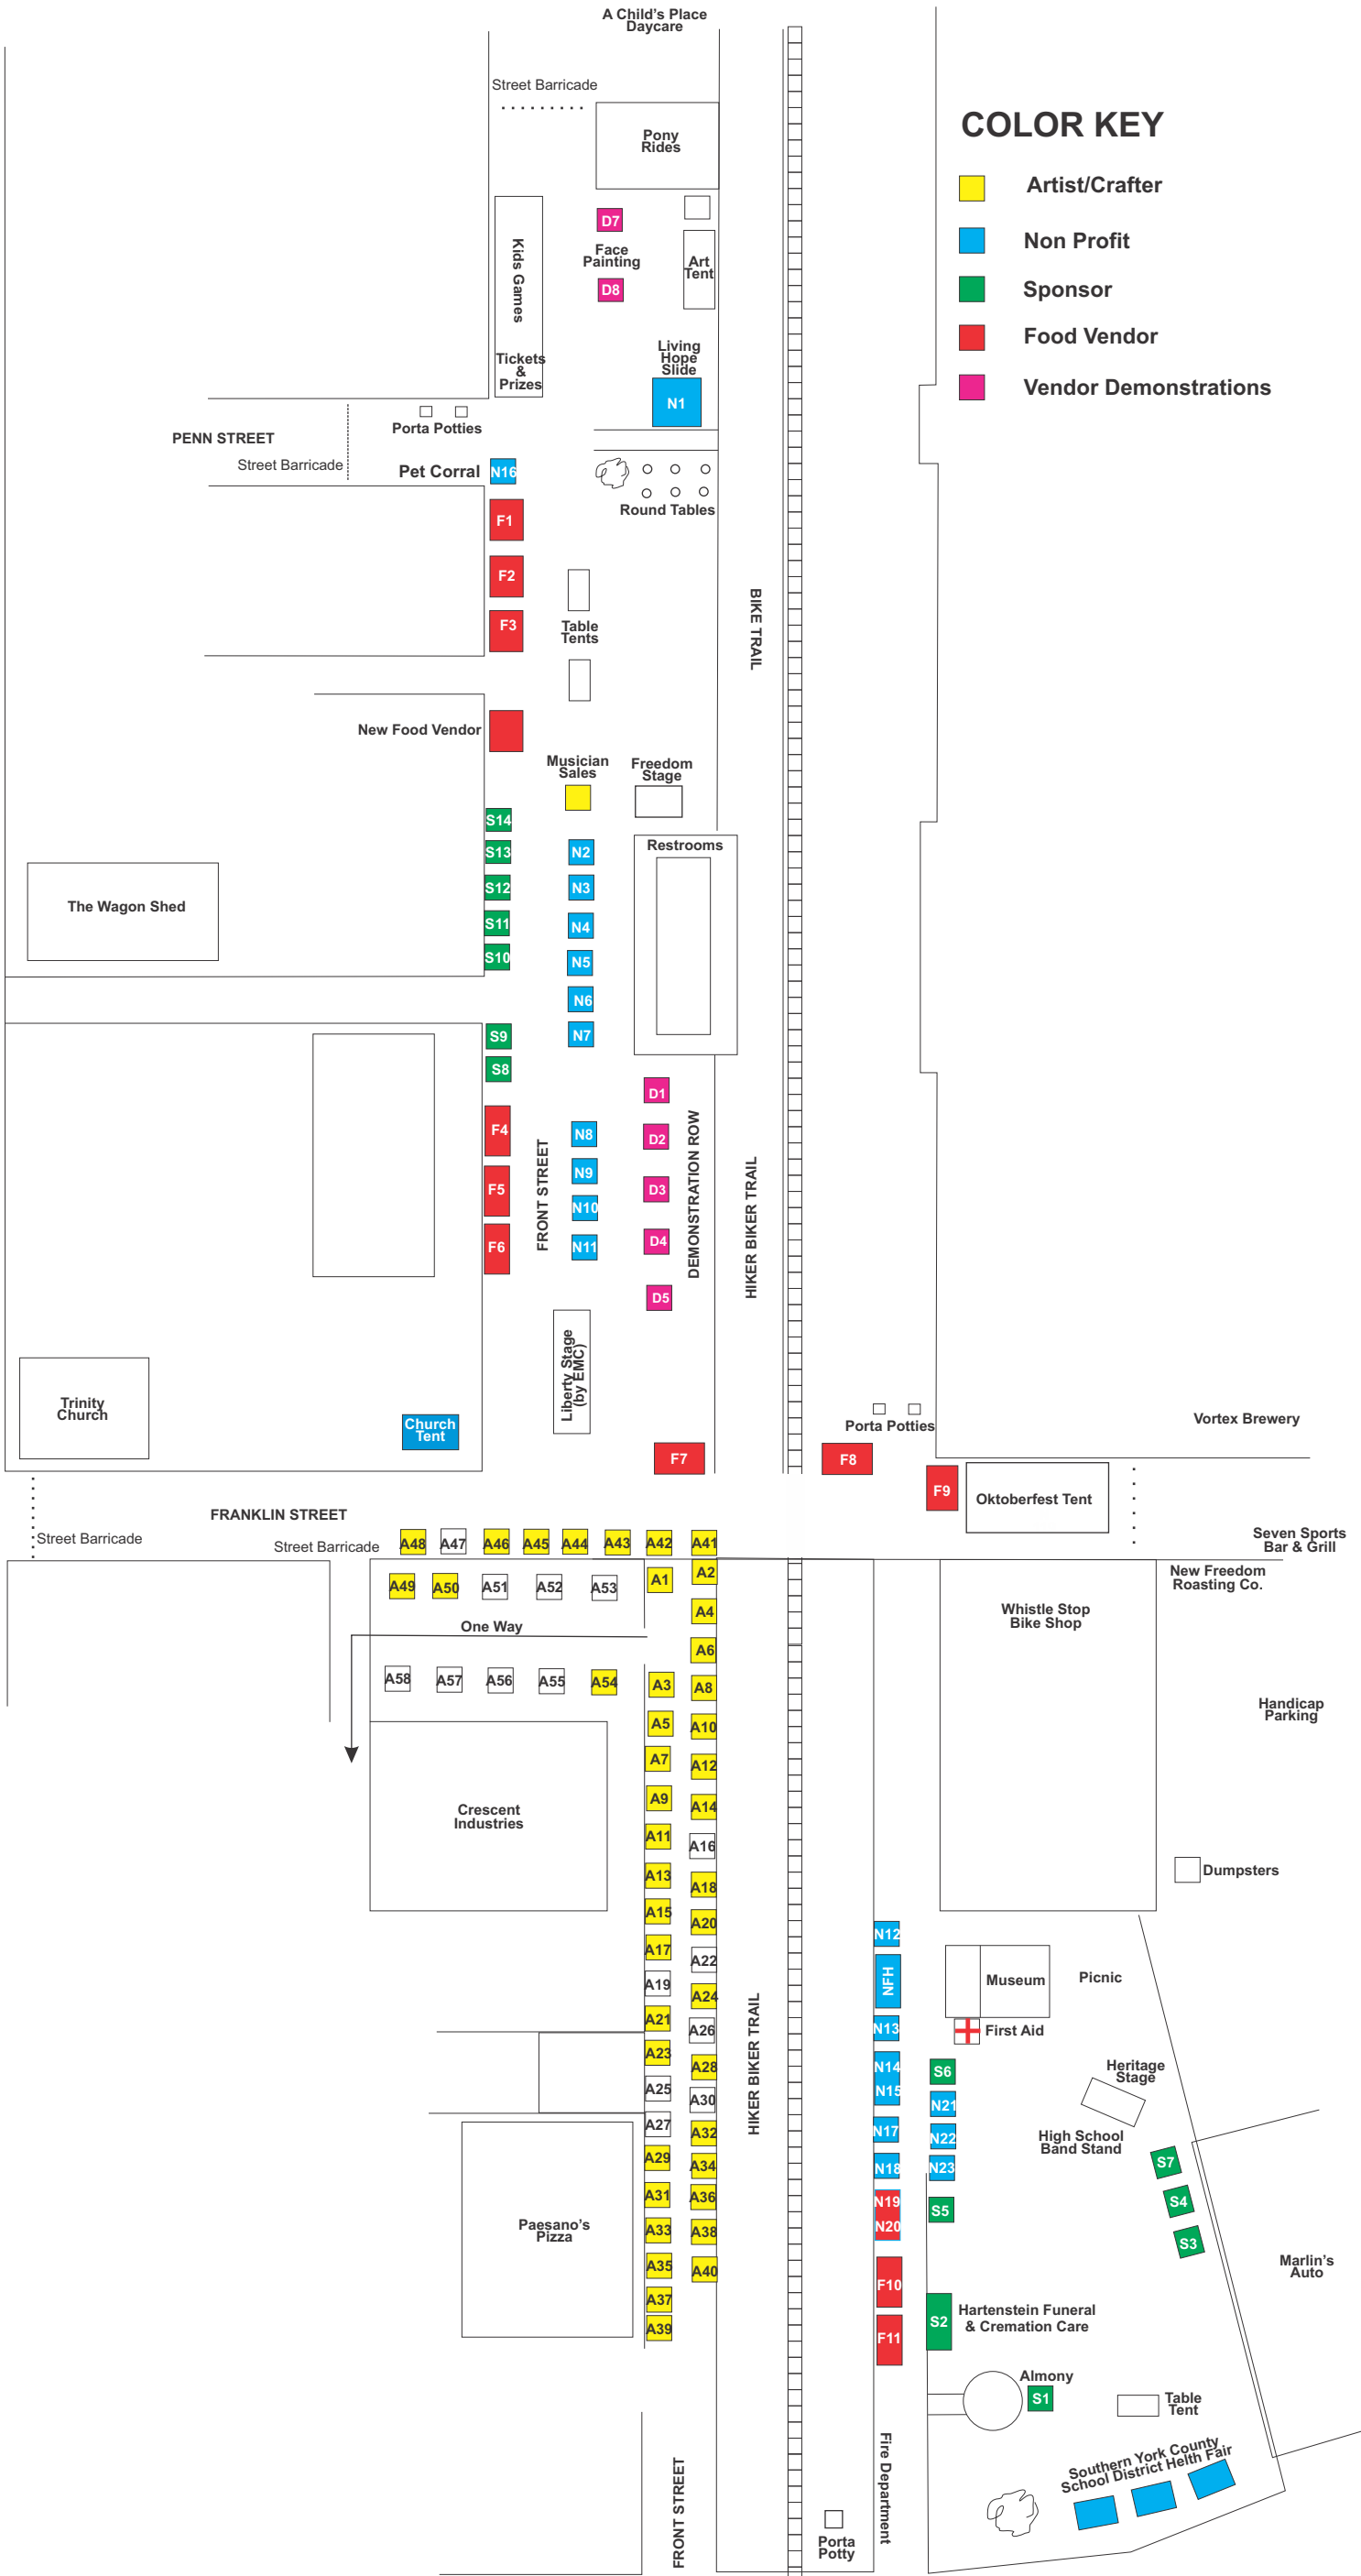 A Child's Place
Daycare
Street Barricade
Pony
Rides
COLOR KEY
Artist/Crafter
Non Profit
Sponsor
Food Vendor
Vendor Demonstrations
D7
Face
Painting
D8
Art
Tent
Kids Games
Tickets
&
Prizes
Living
Hope
Slide
N1
Porta Potties
PENN STREET
Street Barricade
Pet Corral
N16
Round Tables
F1
F2
F3
Table
Tents
BIKE TRAIL
New Food Vendor
Musician
Sales
Freedom
Stage
S14
S13
S12
S11
S10
N2
N3
N4
N5
N6
N7
Restrooms
The Wagon Shed
S9
S8
D1
D2
D3
D4
D5
F4
F5
F6
FRONT STREET
N8
N9
N10
N11
DEMONSTRATION ROW
HIKER BIKER TRAIL
Liberty Stage
(by EMC)
Trinity
Church
Church
Tent
Porta Potties
Vortex Brewery
F7
F8
F9
Oktoberfest Tent
FRANKLIN STREET
Street Barricade
Street Barricade
Seven Sports
Bar & Grill
New Freedom
Roasting Co.
A48
A47
A46
A45
A44
A43
A42
A41
A49
A50
A51
A52
A53
A1
A2
A4
A6
One Way
Whistle Stop
Bike Shop
A58
A57
A56
A55
A54
A3
A8
Handicap
Parking
A5
A10
A7
A12
A9
A14
Crescent
Industries
A11
A16
A13
A18
Dumpsters
A15
A20
A17
A22
A19
A24
A21
A26
A23
A28
A25
A30
A27
A32
A29
A34
A31
A36
A33
A38
A35
A40
A37
A39
Paesano's
Pizza
HIKER BIKER TRAIL
N12
NFH
Museum
Picnic
N13
First Aid
N14
N15
S6
N21
N17
N22
N18
N23
Heritage
Stage
High School
Band Stand
S7
S4
S3
N19
N20
S5
Marlin's
Auto
F10
F11
S2
Hartenstein Funeral
& Cremation Care
Almony
S1
Table
Tent
Southern York County
School District Helth Fair
Fire Department
FRONT STREET
Porta
Potty